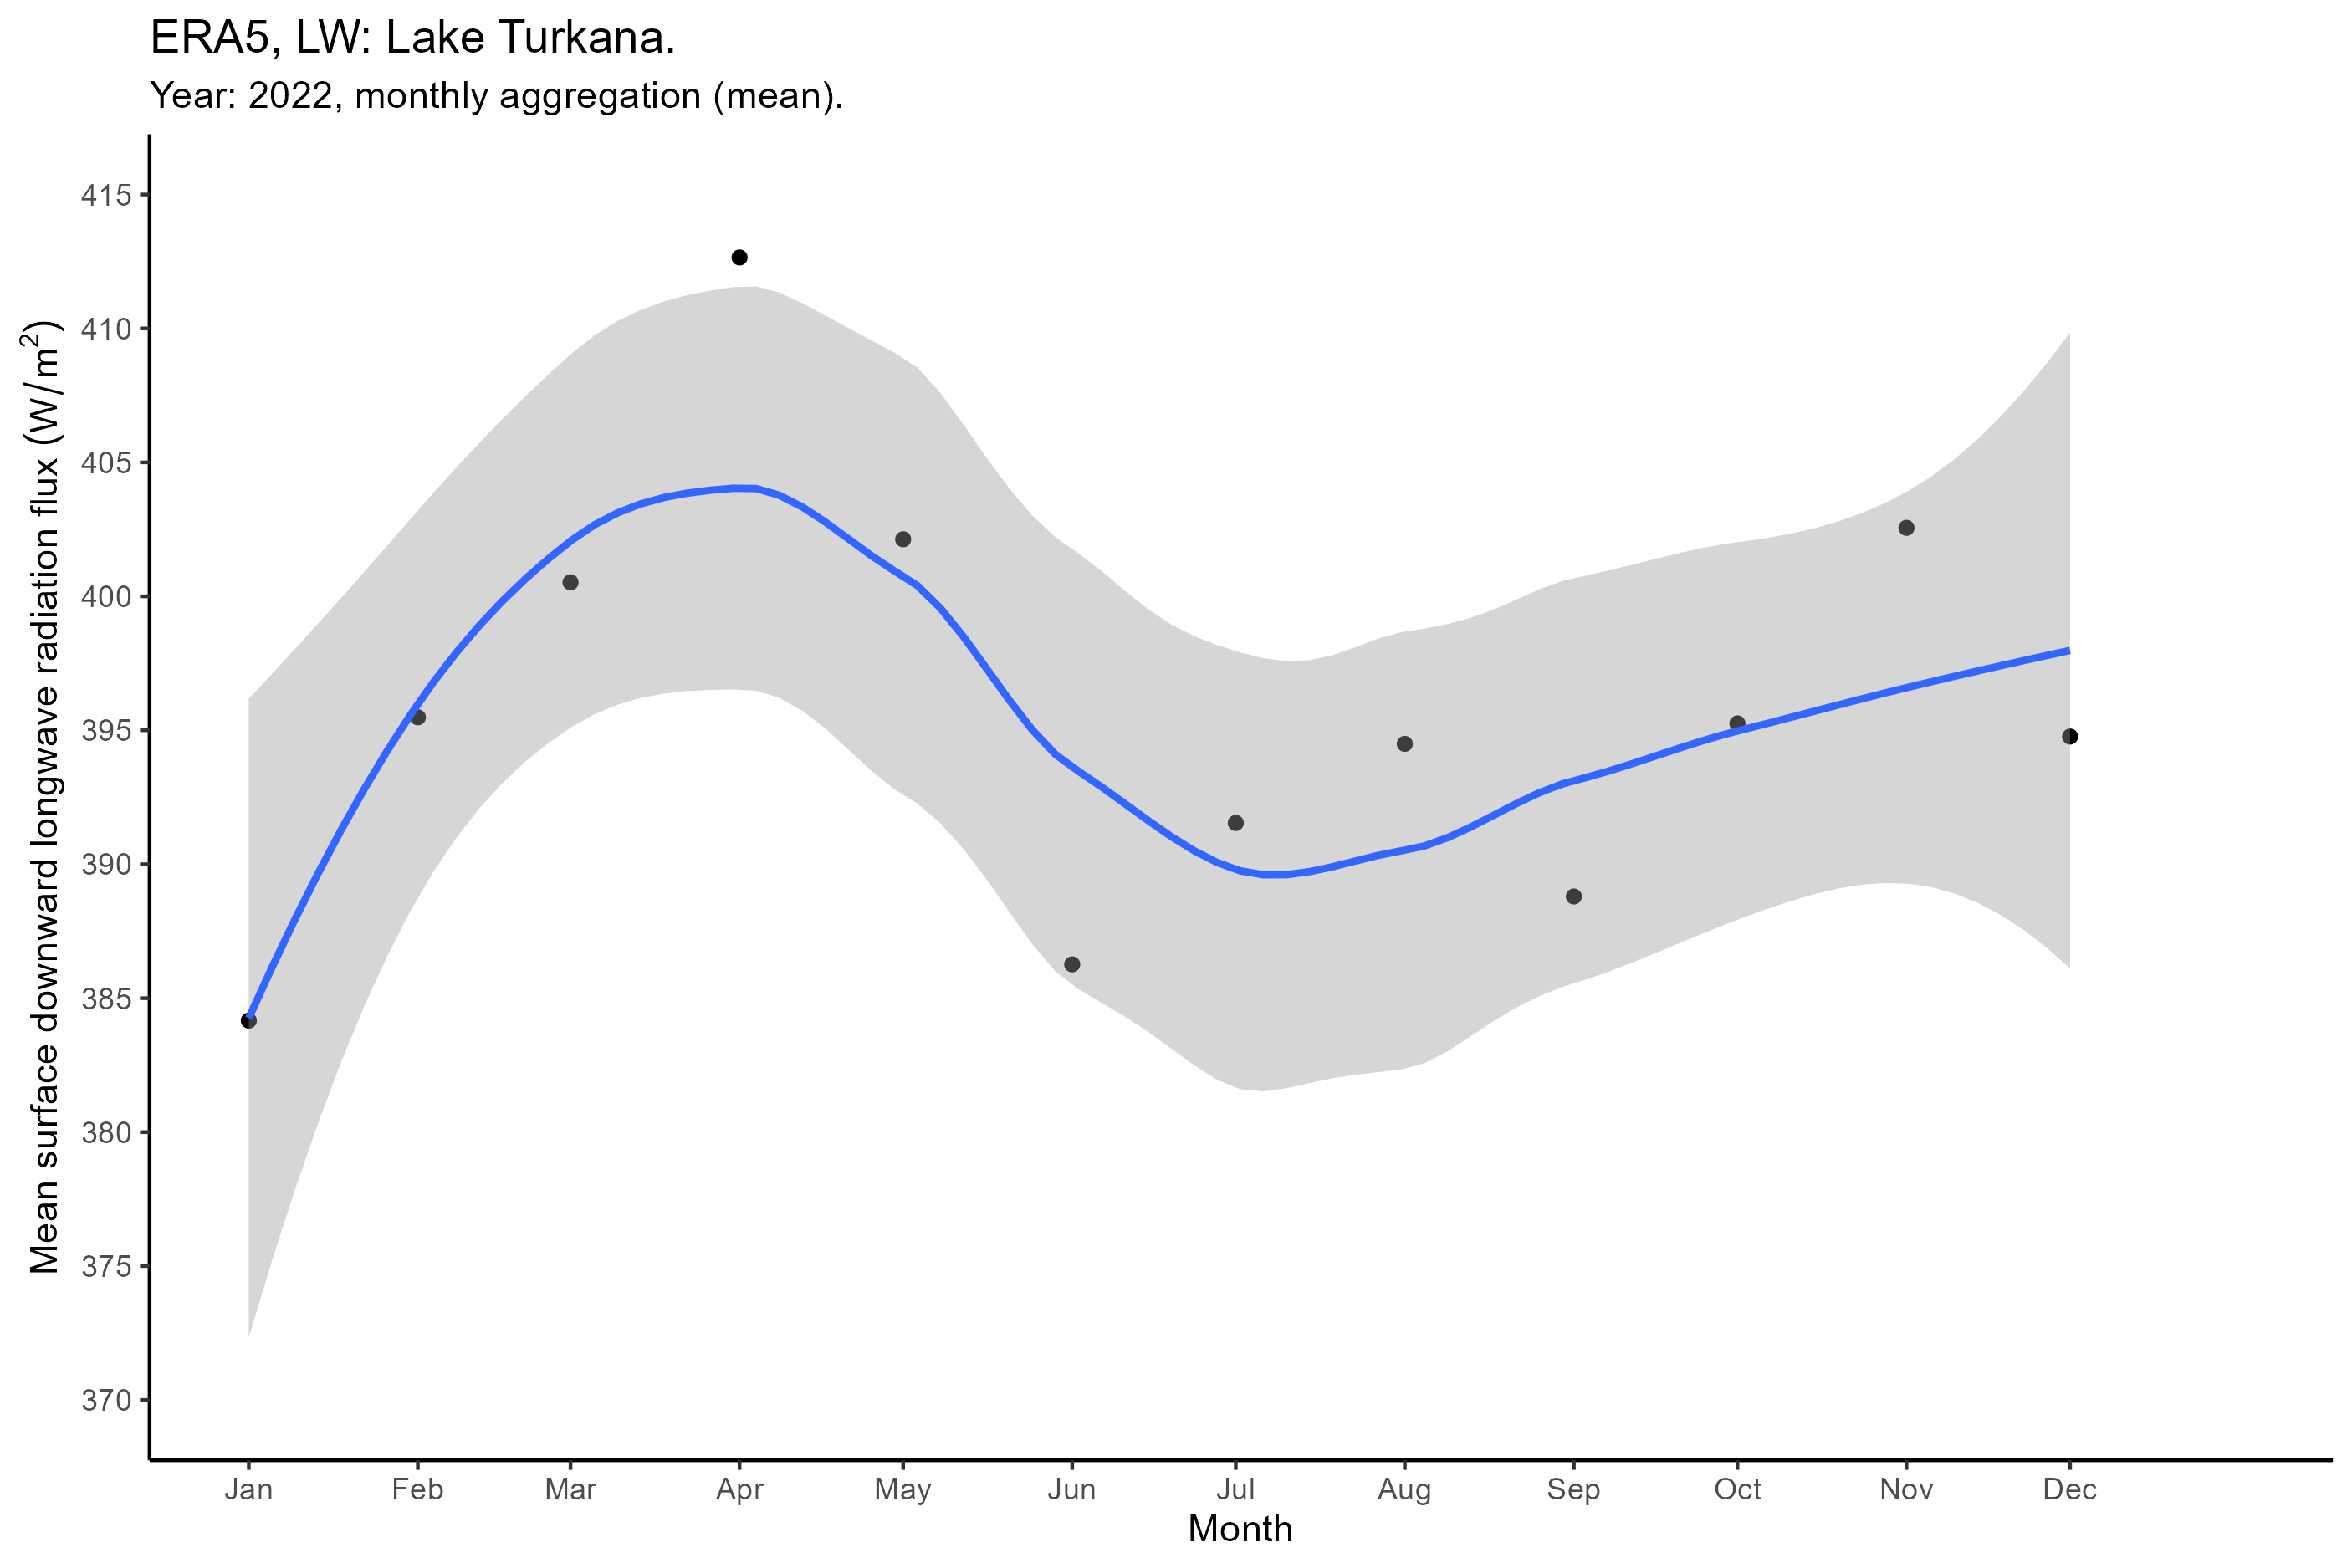 ERA5, LW: Lake Turkana.
Year: 2022, monthly aggregation (mean).
Mean surface downward longwave radiation flux (W/m²)
415
410
405
400
395
390
385
380
375
370
Jan Feb Mar Apr May Jun Jul Aug Sep Oct Nov Dec
Month